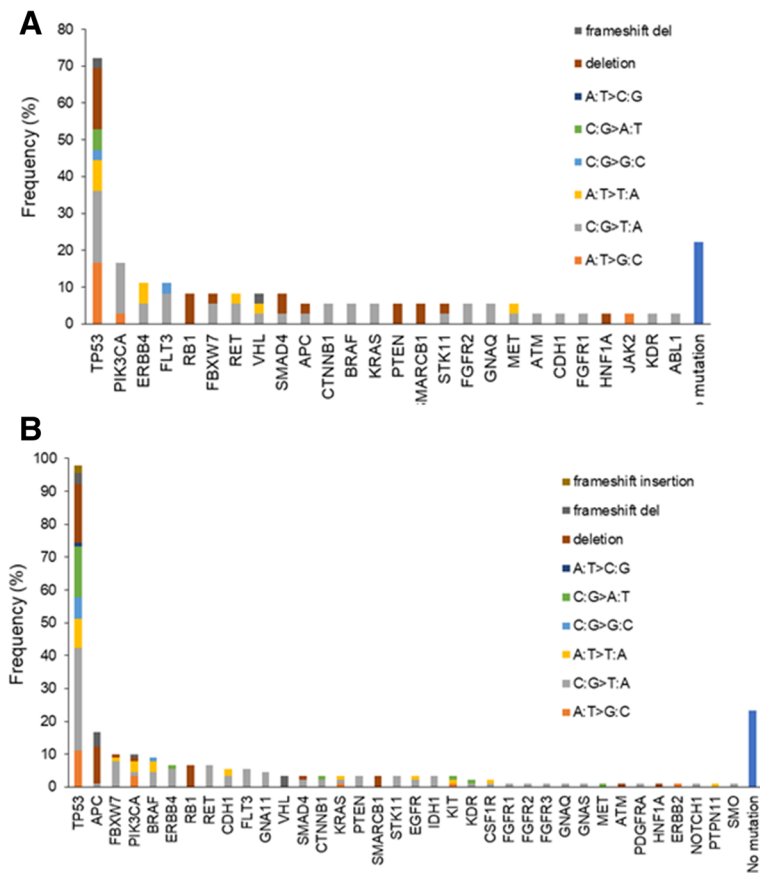 A
80
70
60
50
40
30
20
10
0
Frequency (%)
TP53
PIK3CA
ERBB4
FLT3
RB1
FBXW7
RET
VHL
SMAD4
APC
CTNNB1
BRAF
KRAS
PTEN
SMARCB1
STK11
FGFR2
GNAQ
MET
ATM
CDH1
FGFR1
HNF1A
JAK2
KDR
ABL1
mutation
frameshift del
deletion
A:T>C:G
C:G>A:T
C:G>G:C
A:T>T:A
C:G>T:A
A:T>G:C
B
100
90
80
70
60
50
40
30
20
10
0
Frequency (%)
TP53
APC
FBXW7
PIK3CA
BRAF
ERBB4
RB1
RET
CDH1
FLT3
GNA11
VHL
SMAD4
CTNNB1
KRAS
PTEN
SMARCB1
STK11
EGFR
IDH1
KIT
KDR
CSF1R
FGFR1
FGFR2
FGFR3
GNAQ
GNAS
MET
ATM
PDGFRA
HNF1A
ERBB2
NOTCH1
PTPN11
SMO
No mutation
frameshift insertion
frameshift del
deletion
A:T>C:G
C:G>A:T
C:G>G:C
A:T>T:A
C:G>T:A
A:T>G:C